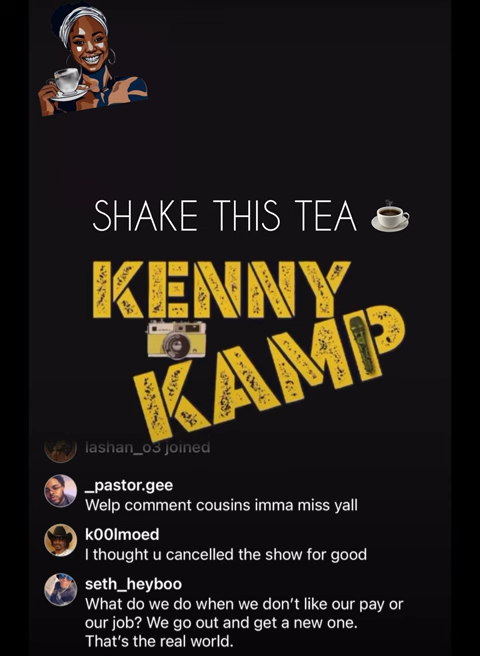 SHAKE THIS TEA ☕
KENNY
KAMP
lashan_o3 joined
_pastor.gee
Welp comment cousins imma miss yall
k00lmoed
I thought u cancelled the show for good
seth_heyboo
What do we do when we don’t like our pay or
our job? We go out and get a new one.
That’s the real world.